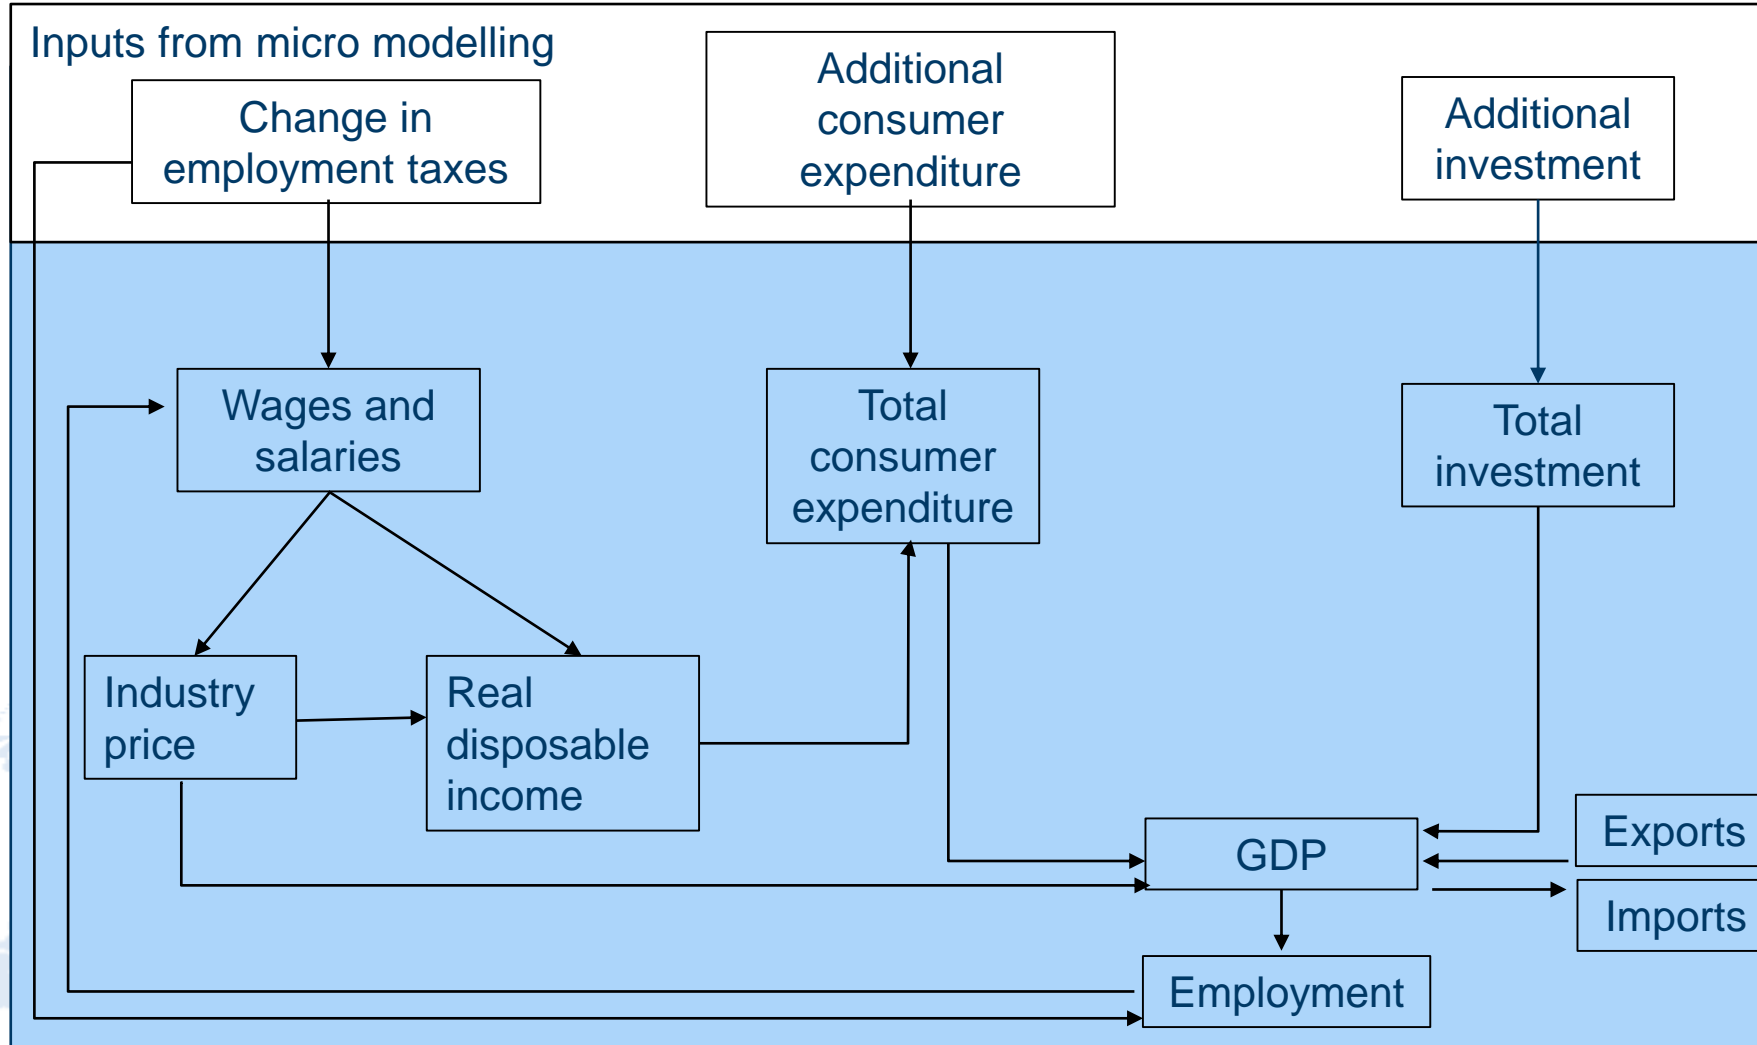 Inputs from micro modelling
Change in
employment taxes
Additional
consumer
expenditure
Additional
investment
Wages and
salaries
Total
consumer
expenditure
Total
investment
Industry
price
Real
disposable
income
GDP
Exports
Imports
Employment